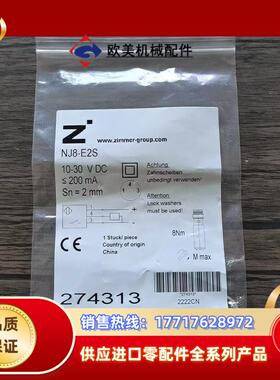 欧美机械配件
Z
www.zimmer-group.com
NJ8-E2S
10-30 V DC
≤ 200 mA
Sn = 2 mm
Achtung
Zahnscheiben
unbedingt verwenden!
Attention
Lock washers
must be used!
1 Stück/ piece
Country of origin
China
8Nm
M max
274313
274313
2222CN
品质
保证
销售热线：17717628972
供应进口零配件全系列产品